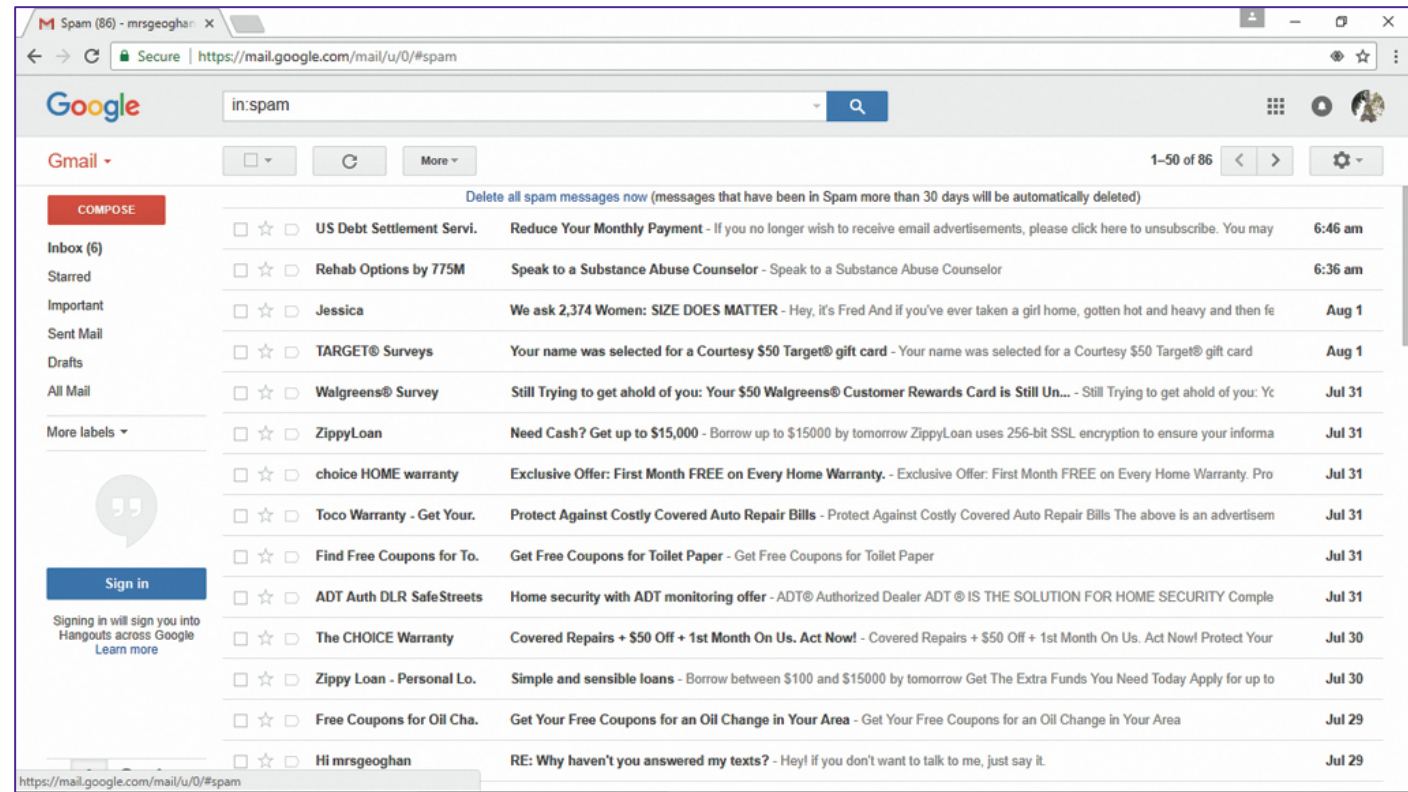 Spam (86) - mrsgeoghan
Secure https://mail.google.com/mail/u/0/#spam
Google
in:spam
Gmail
More
1–50 of 86
COMPOSE
Delete all spam messages now (messages that have been in Spam more than 30 days will be automatically deleted)
Inbox (6)
Starred
Important
Sent Mail
Drafts
All Mail
More labels
Sign in
Signing in will sign you into
Hangouts across Google
Learn more
US Debt Settlement Servi. Reduce Your Monthly Payment - If you no longer wish to receive email advertisements, please click here to unsubscribe. You may 6:46 am
Rehab Options by 775M Speak to a Substance Abuse Counselor - Speak to a Substance Abuse Counselor 6:36 am
Jessica We ask 2,374 Women: SIZE DOES MATTER - Hey, it's Fred And if you've ever taken a girl home, gotten hot and heavy and then fe Aug 1
TARGET® Surveys Your name was selected for a Courtesy $50 Target® gift card - Your name was selected for a Courtesy $50 Target® gift card Aug 1
Walgreens® Survey Still Trying to get ahold of you: Your $50 Walgreens® Customer Rewards Card is Still Un... - Still Trying to get ahold of you: Yc Jul 31
ZippyLoan Need Cash? Get up to $15,000 - Borrow up to $15000 by tomorrow ZippyLoan uses 256-bit SSL encryption to ensure your informa Jul 31
choice HOME warranty Exclusive Offer: First Month FREE on Every Home Warranty. - Exclusive Offer: First Month FREE on Every Home Warranty. Pro Jul 31
Toco Warranty - Get Your. Protect Against Costly Covered Auto Repair Bills - Protect Against Costly Covered Auto Repair Bills The above is an advertisem Jul 31
Find Free Coupons for To. Get Free Coupons for Toilet Paper - Get Free Coupons for Toilet Paper Jul 31
ADT Auth DLR SafeStreets Home security with ADT monitoring offer - ADT® Authorized Dealer ADT ® IS THE SOLUTION FOR HOME SECURITY Comple Jul 31
The CHOICE Warranty Covered Repairs + $50 Off + 1st Month On Us. Act Now! - Covered Repairs + $50 Off + 1st Month On Us. Act Now! Protect Your Jul 30
Zippy Loan - Personal Lo. Simple and sensible loans - Borrow between $100 and $15000 by tomorrow Get The Extra Funds You Need Today Apply for up to Jul 30
Free Coupons for Oil Cha. Get Your Free Coupons for an Oil Change in Your Area - Get Your Free Coupons for an Oil Change in Your Area Jul 29
Hi mrsgeoghan RE: Why haven't you answered my texts? - Hey! if you don't want to talk to me, just say it. Jul 29
https://mail.google.com/mail/u/0/#spam